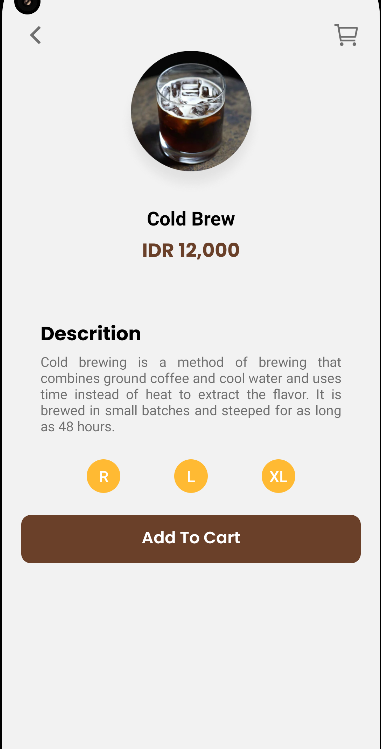 Cold Brew
IDR 12,000
Descrition
Cold brewing is a method of brewing that
combines ground coffee and cool water and uses
time instead of heat to extract the flavor. It is
brewed in small batches and steeped for as long
as 48 hours.
R L XL
Add To Cart